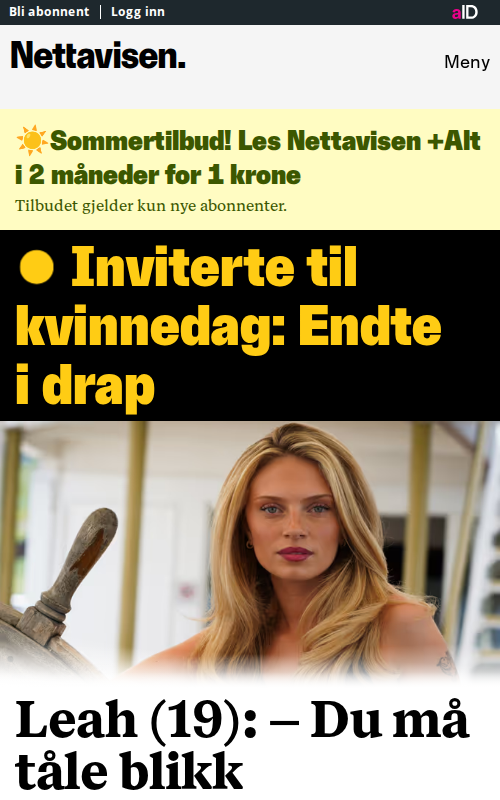 Bli abonnent | Logg inn
aID
Nettavisen.
Meny
☀️Sommertilbud! Les Nettavisen +Alt
i 2 måneder for 1 krone
Tilbudet gjelder kun nye abonnenter.
Inviterte til
kvinnedag: Endte
i drap
Leah (19): – Du må
tåle blikk